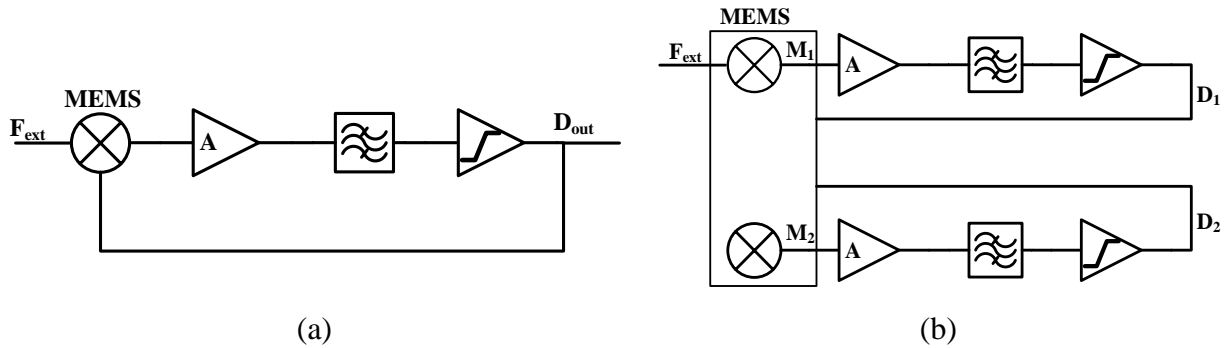 MEMS
F_ext
A
D_out
(a)
MEMS
F_ext
M_1
A
D_1
M_2
A
D_2
(b)